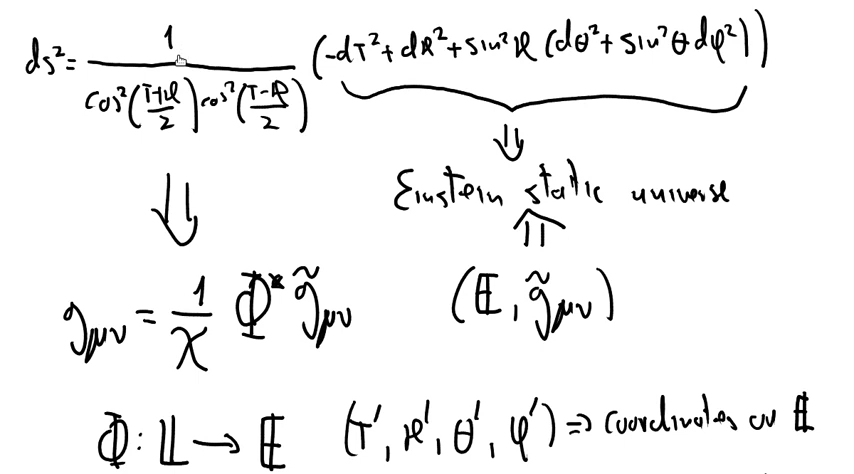 ds² = 1 / (cos²((T+R)/2) cos²((T-R)/2)) (-dT² + dR² + sin²R (dθ² + sin²θ dφ²))
⇓ ⇓
Einstein static universe
⇑
g_μν = 1/χ Φ* g̃_μν (𝔼, g̃_μν)
Φ: 𝕃 → 𝔼 (T', R', θ', φ') ⇒ coordinates on 𝔼